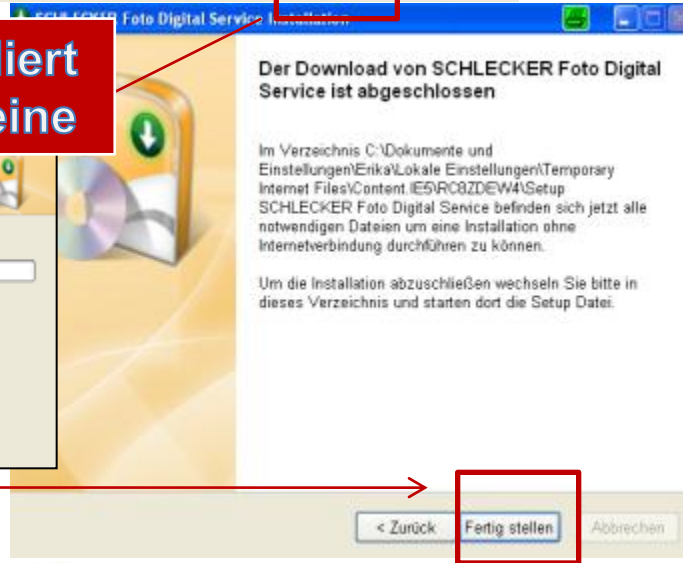 SCHLECKER Foto Digital Service Installation
liert
eine
Der Download von SCHLECKER Foto Digital
Service ist abgeschlossen
Im Verzeichnis C:\Dokumente und
Einstellungen\Erika\Lokale Einstellungen\Temporary
Internet Files\Content.IE5\RC8ZDEW4\Setup
SCHLECKER Foto Digital Service befinden sich jetzt alle
notwendigen Dateien um eine Installation ohne
Internetverbindung durchführen zu können.
Um die Installation abzuschließen wechseln Sie bitte in
dieses Verzeichnis und starten dort die Setup Datei.
< Zurück
Fertig stellen
Abbrechen